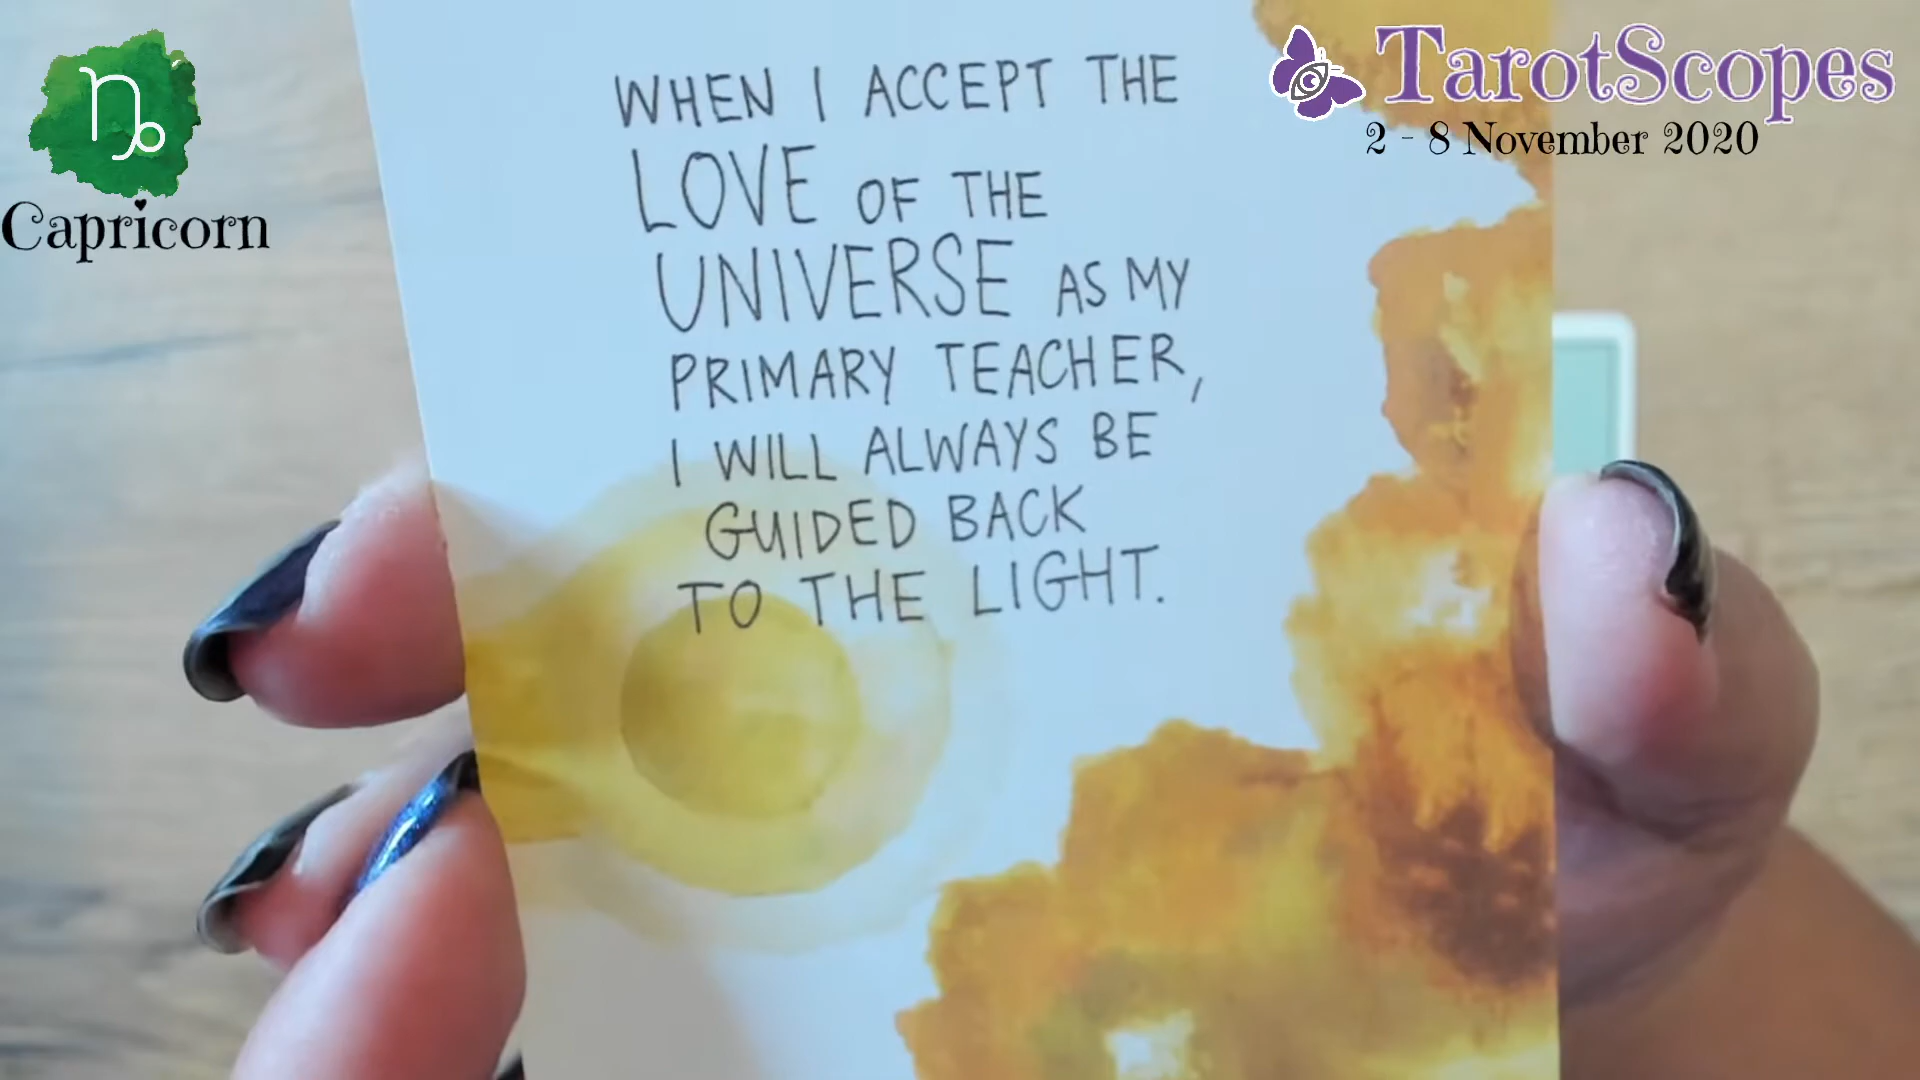 Capricorn
TarotScopes
2 - 8 November 2020
WHEN I ACCEPT THE
LOVE OF THE
UNIVERSE AS MY
PRIMARY TEACHER,
I WILL ALWAYS BE
GUIDED BACK
TO THE LIGHT.